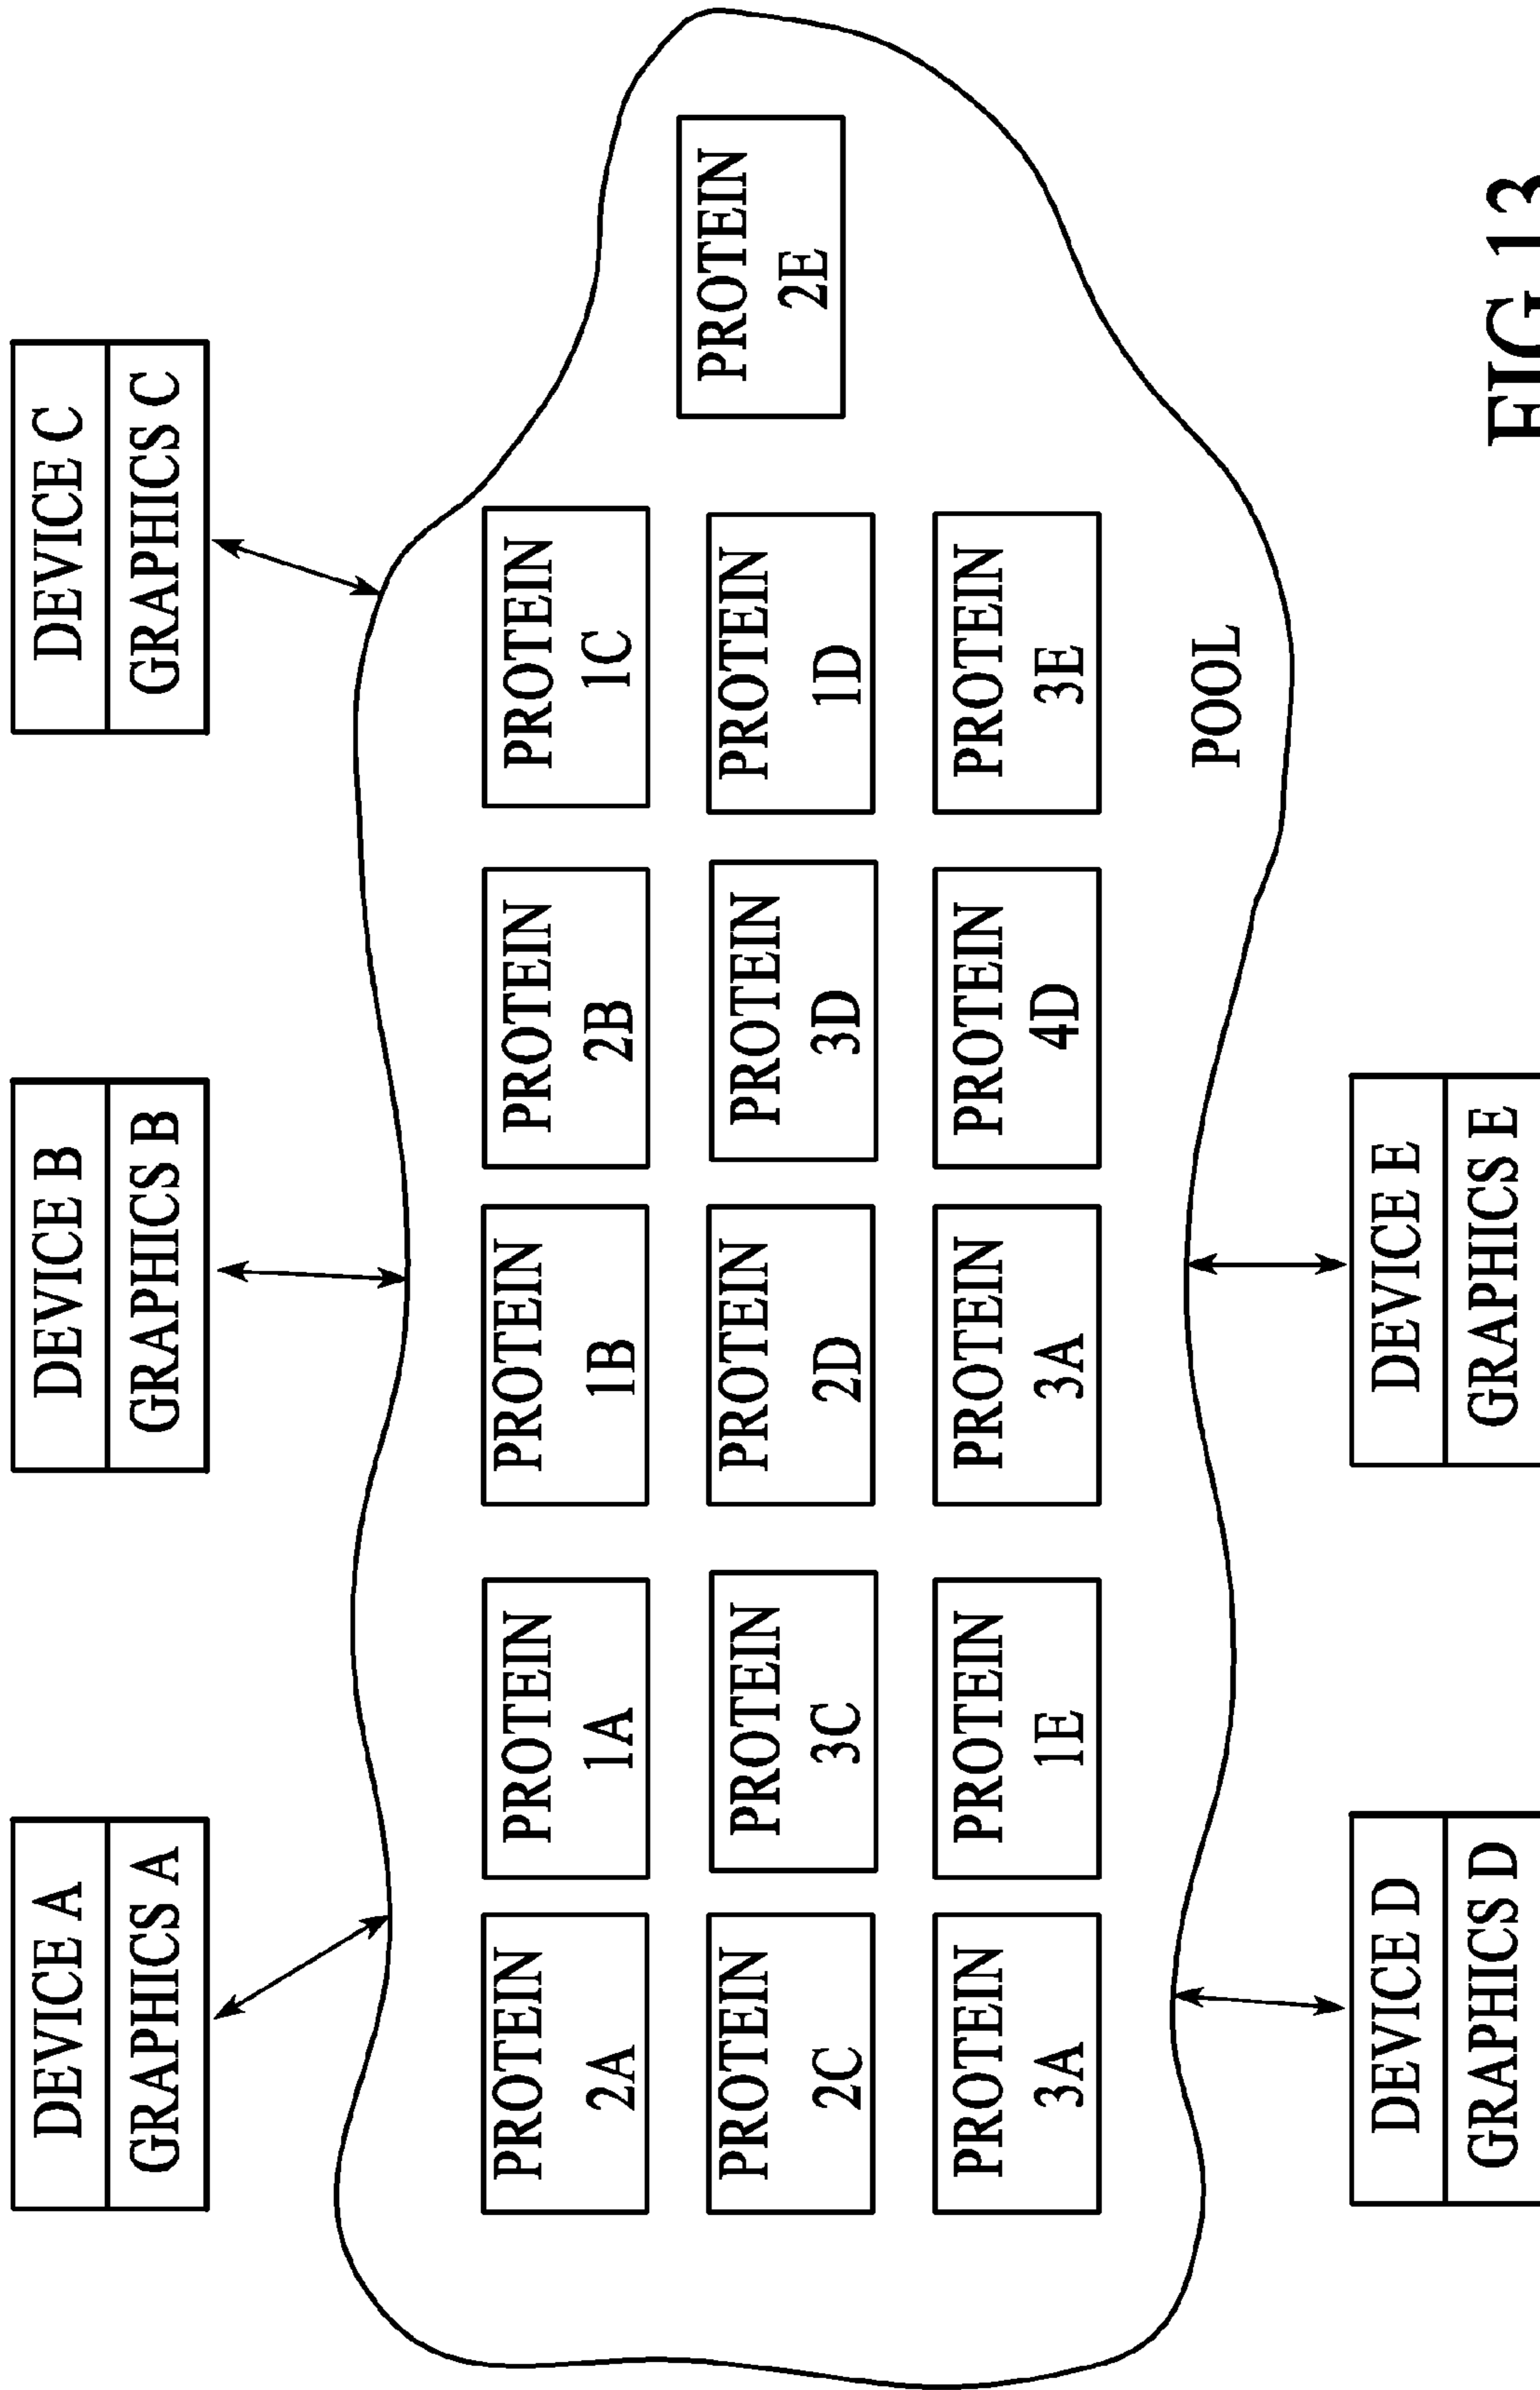 DEVICE A
GRAPHICS A
DEVICE B
GRAPHICS B
DEVICE C
GRAPHICS C
PROTEIN
2A
PROTEIN
1A
PROTEIN
1B
PROTEIN
2B
PROTEIN
1C
PROTEIN
2C
PROTEIN
3C
PROTEIN
2D
PROTEIN
3D
PROTEIN
1D
PROTEIN
2E
PROTEIN
3A
PROTEIN
1E
PROTEIN
3A
PROTEIN
4D
PROTEIN
3E
POOL
DEVICE D
GRAPHICS D
DEVICE E
GRAPHICS E
FIG 13